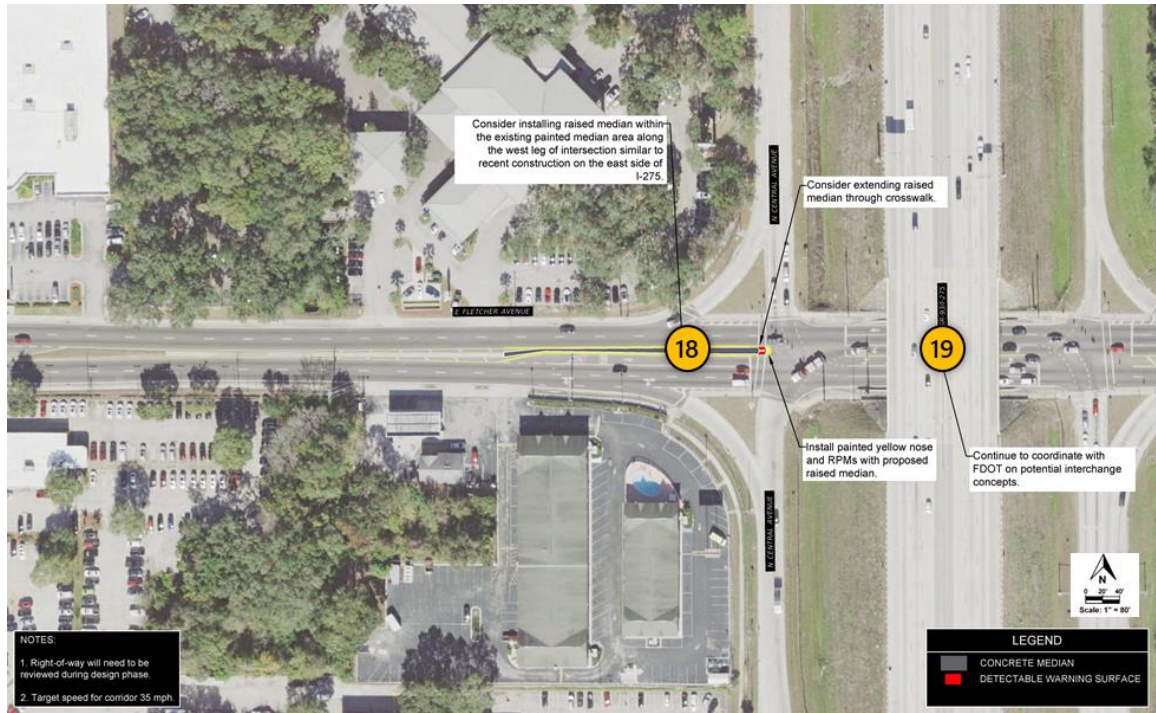 Consider installing raised median within
the existing painted median area along
the west leg of intersection similar to
recent construction on the east side of
I-275.
N CENTRAL AVENUE
Consider extending raised
median through crosswalk.
E FLETCHER AVENUE
18
19
Install painted yellow nose
and RPMs with proposed
raised median.
Continue to coordinate with
FDOT on potential interchange
concepts.
N CENTRAL AVENUE
N
0 20' 40'
Scale: 1" = 80'
NOTES:
1. Right-of-way will need to be
reviewed during design phase.
2. Target speed for corridor 35 mph.
LEGEND
CONCRETE MEDIAN
DETECTABLE WARNING SURFACE